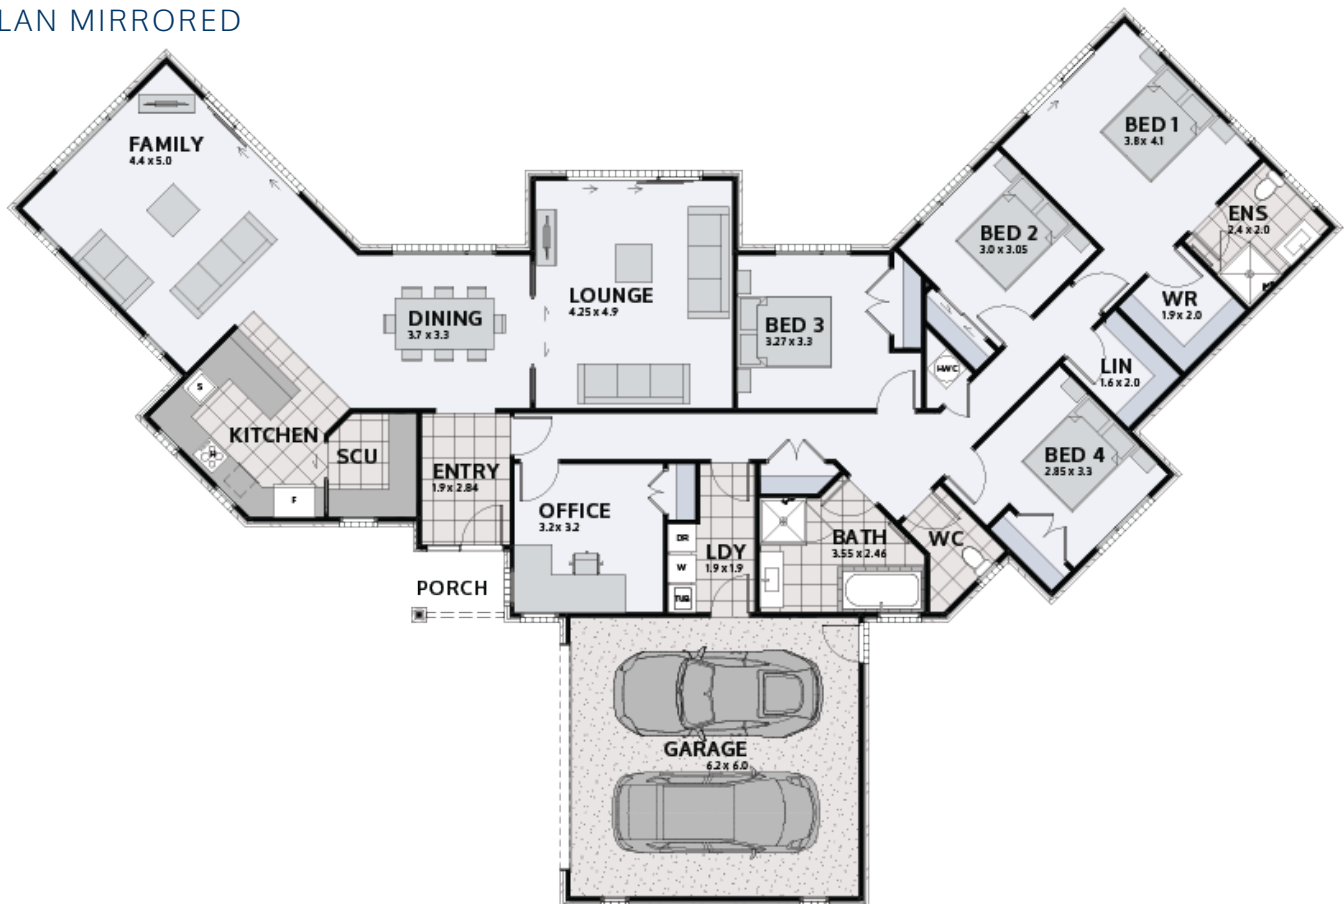 LAN MIRRORED
FAMILY
4.4 x 5.0
BED 1
3.8 x 4.1
ENS
2.4 x 2.0
BED 2
3.0 x 3.05
WR
1.9 x 2.0
LOUNGE
4.25 x 4.9
DINING
3.7 x 3.3
BED 3
3.27 x 3.3
HWC
LIN
1.6 x 2.0
S
KITCHEN
SCU
F
ENTRY
1.9 x 2.84
BED 4
2.85 x 3.3
OFFICE
3.2 x 3.2
DR
W
TUB
LDY
1.9 x 1.9
BATH
3.55 x 2.46
WC
PORCH
GARAGE
6.2 x 6.0